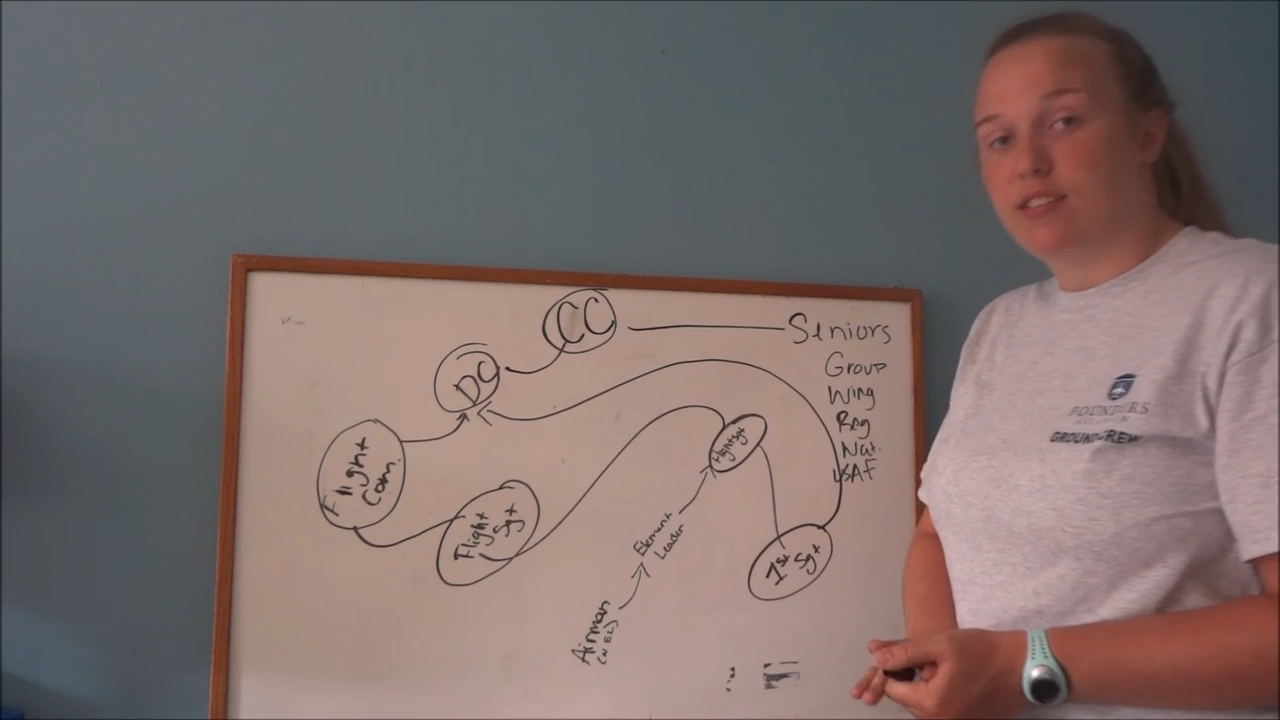 CC
Seniors
Group
Wing
Reg
Nat.
USAF
DC
Flight
Com.
Flight
Sgt
Flight Sgt
Element
Leader
1st
Sgt
Airman
FOUNDERS
GROUND CREW